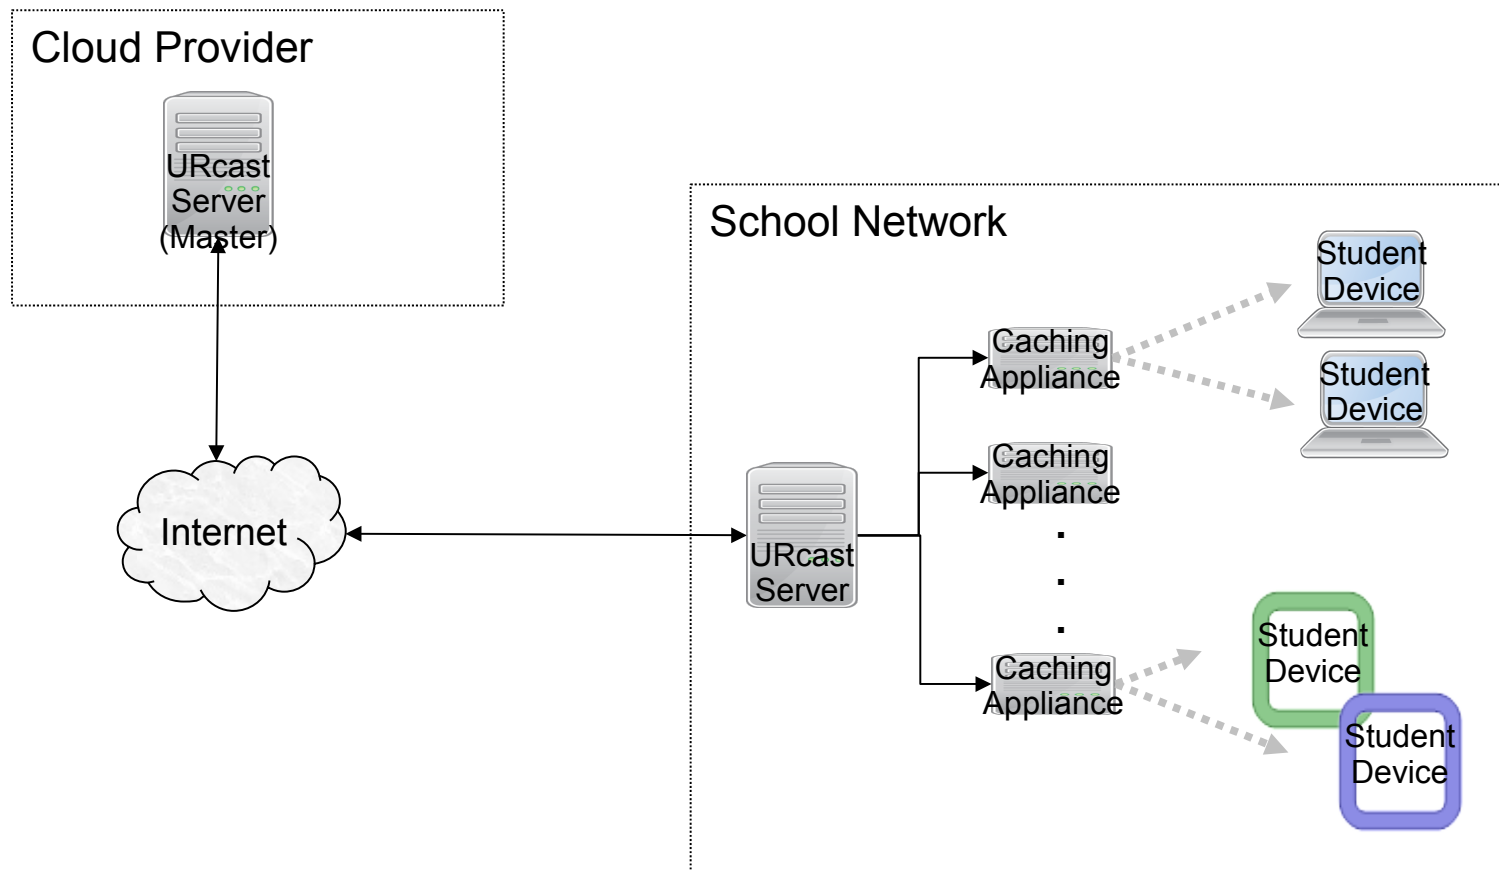 Cloud Provider
URcast
Server
(Master)
School Network
Student
Device
Caching
Appliance
Student
Device
Caching
Appliance
Internet
URcast
Server
.
.
.
Caching
Appliance
Student
Device
Student
Device